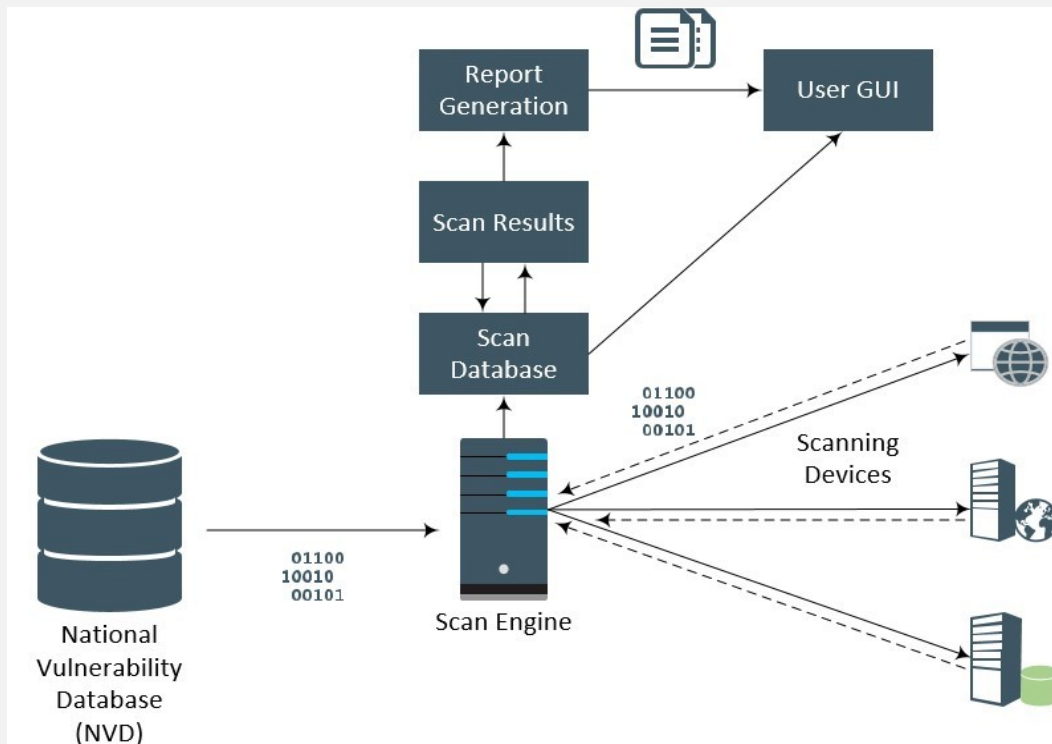 Report
Generation
User GUI
Scan Results
Scan
Database
01100
10010
00101
Scanning
Devices
01100
10010
00101
Scan Engine
National
Vulnerability
Database
(NVD)